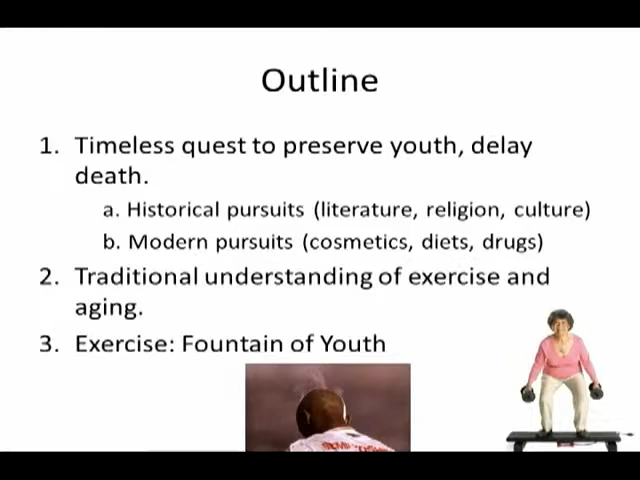 Outline
1. Timeless quest to preserve youth, delay
death.
a. Historical pursuits (literature, religion, culture)
b. Modern pursuits (cosmetics, diets, drugs)
2. Traditional understanding of exercise and
aging.
3. Exercise: Fountain of Youth